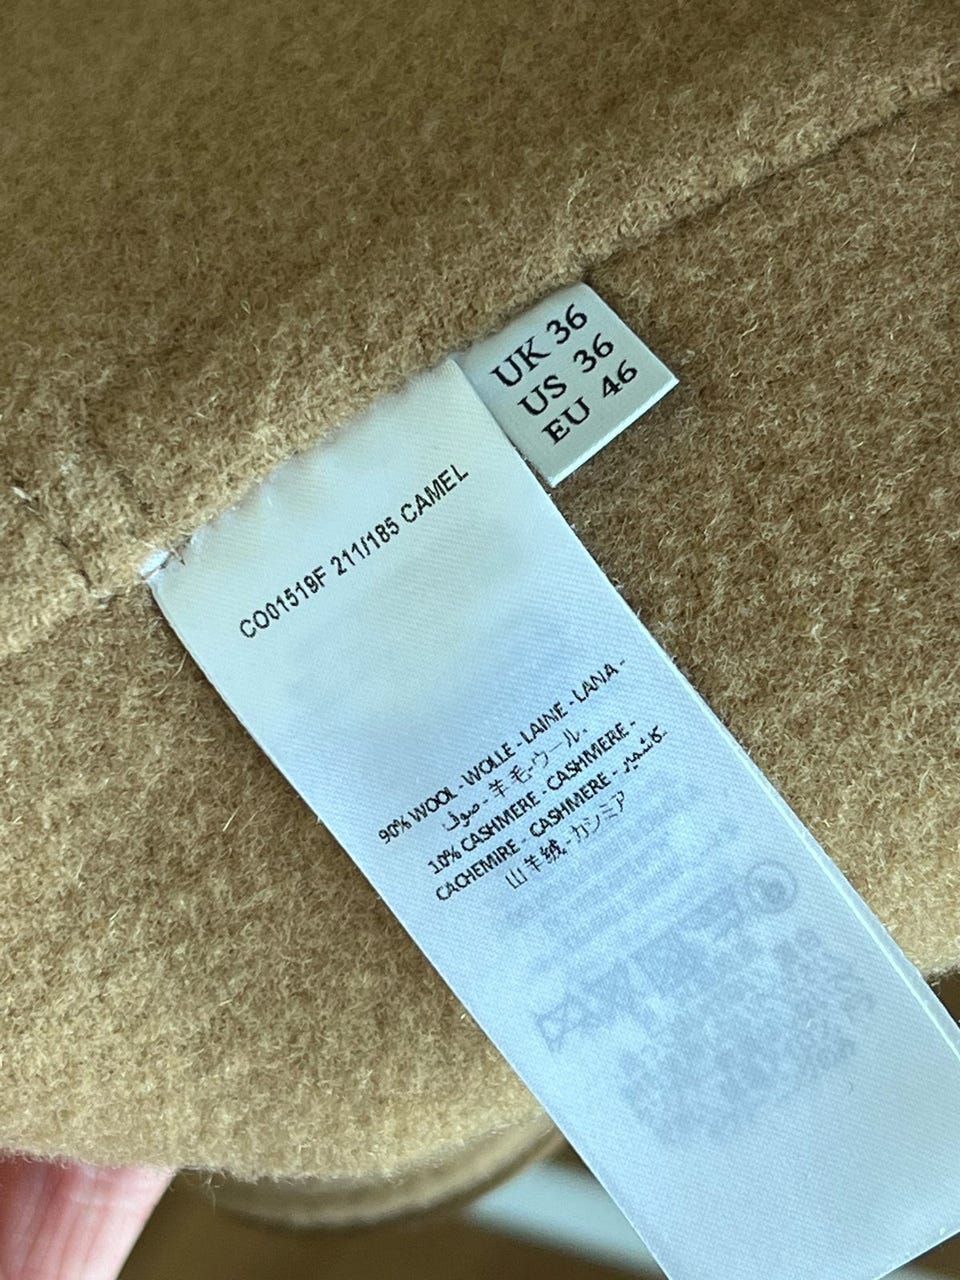 UK 36
US 36
EU 46
CO01519F 211/185 CAMEL
90% WOOL - WOLLE - LAINE - LANA -
صوف - 羊毛-ウール.
10% CASHMERE - CASHMERE -
CACHEMIRE - CASHMERE - كاشمير.
山羊绒 - カシミア